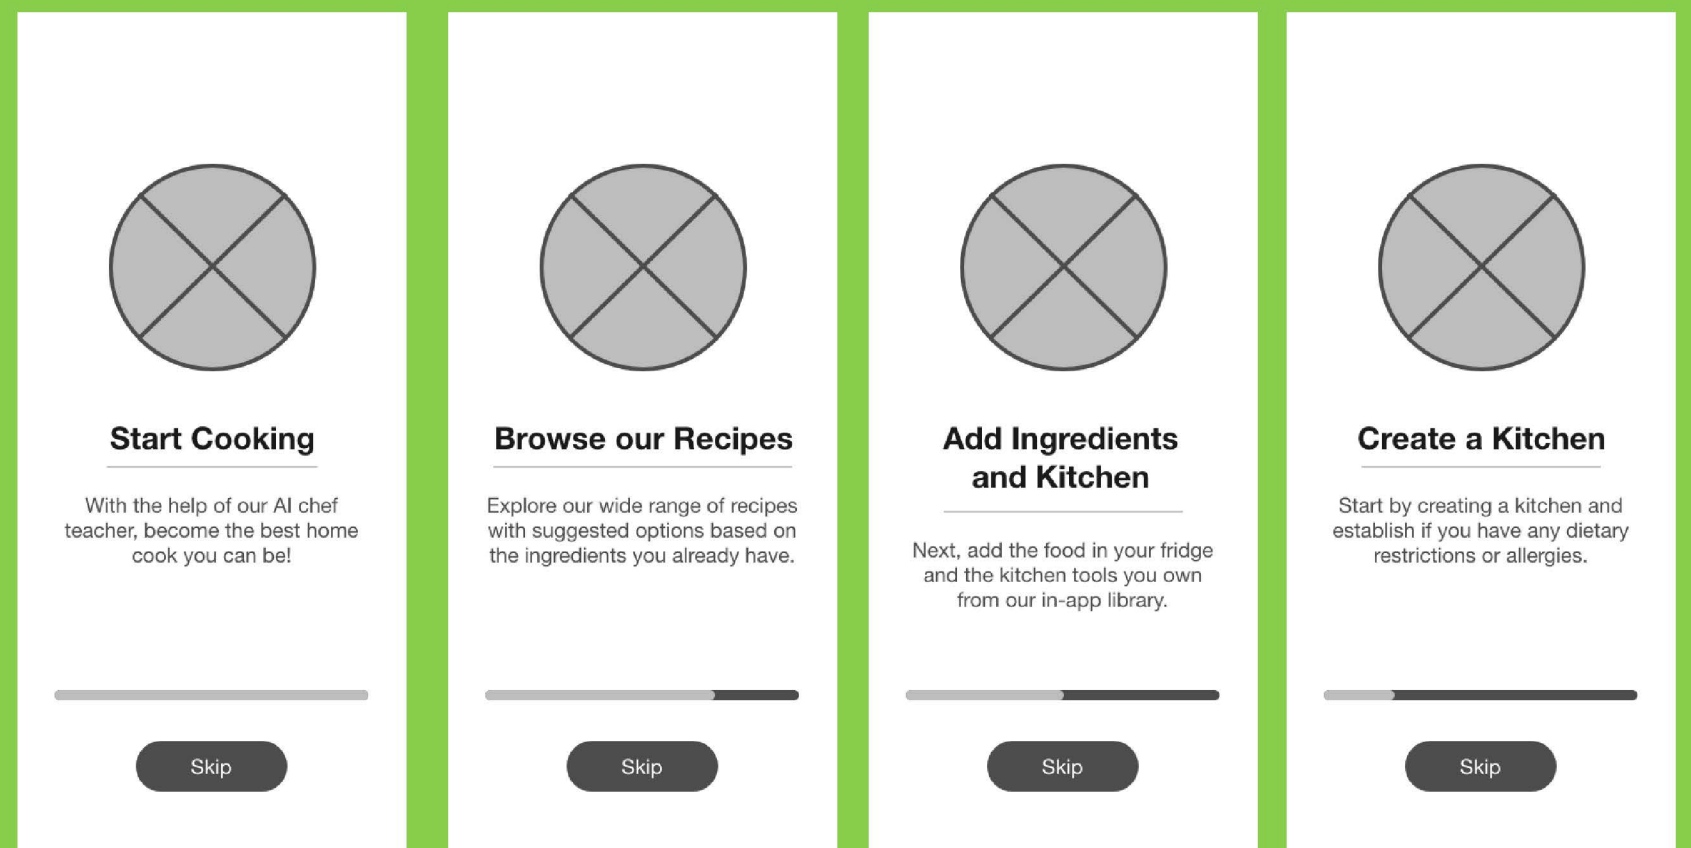 Start Cooking
With the help of our AI chef
teacher, become the best home
cook you can be!
Skip
Browse our Recipes
Explore our wide range of recipes
with suggested options based on
the ingredients you already have.
Skip
Add Ingredients
and Kitchen
Next, add the food in your fridge
and the kitchen tools you own
from our in-app library.
Skip
Create a Kitchen
Start by creating a kitchen and
establish if you have any dietary
restrictions or allergies.
Skip